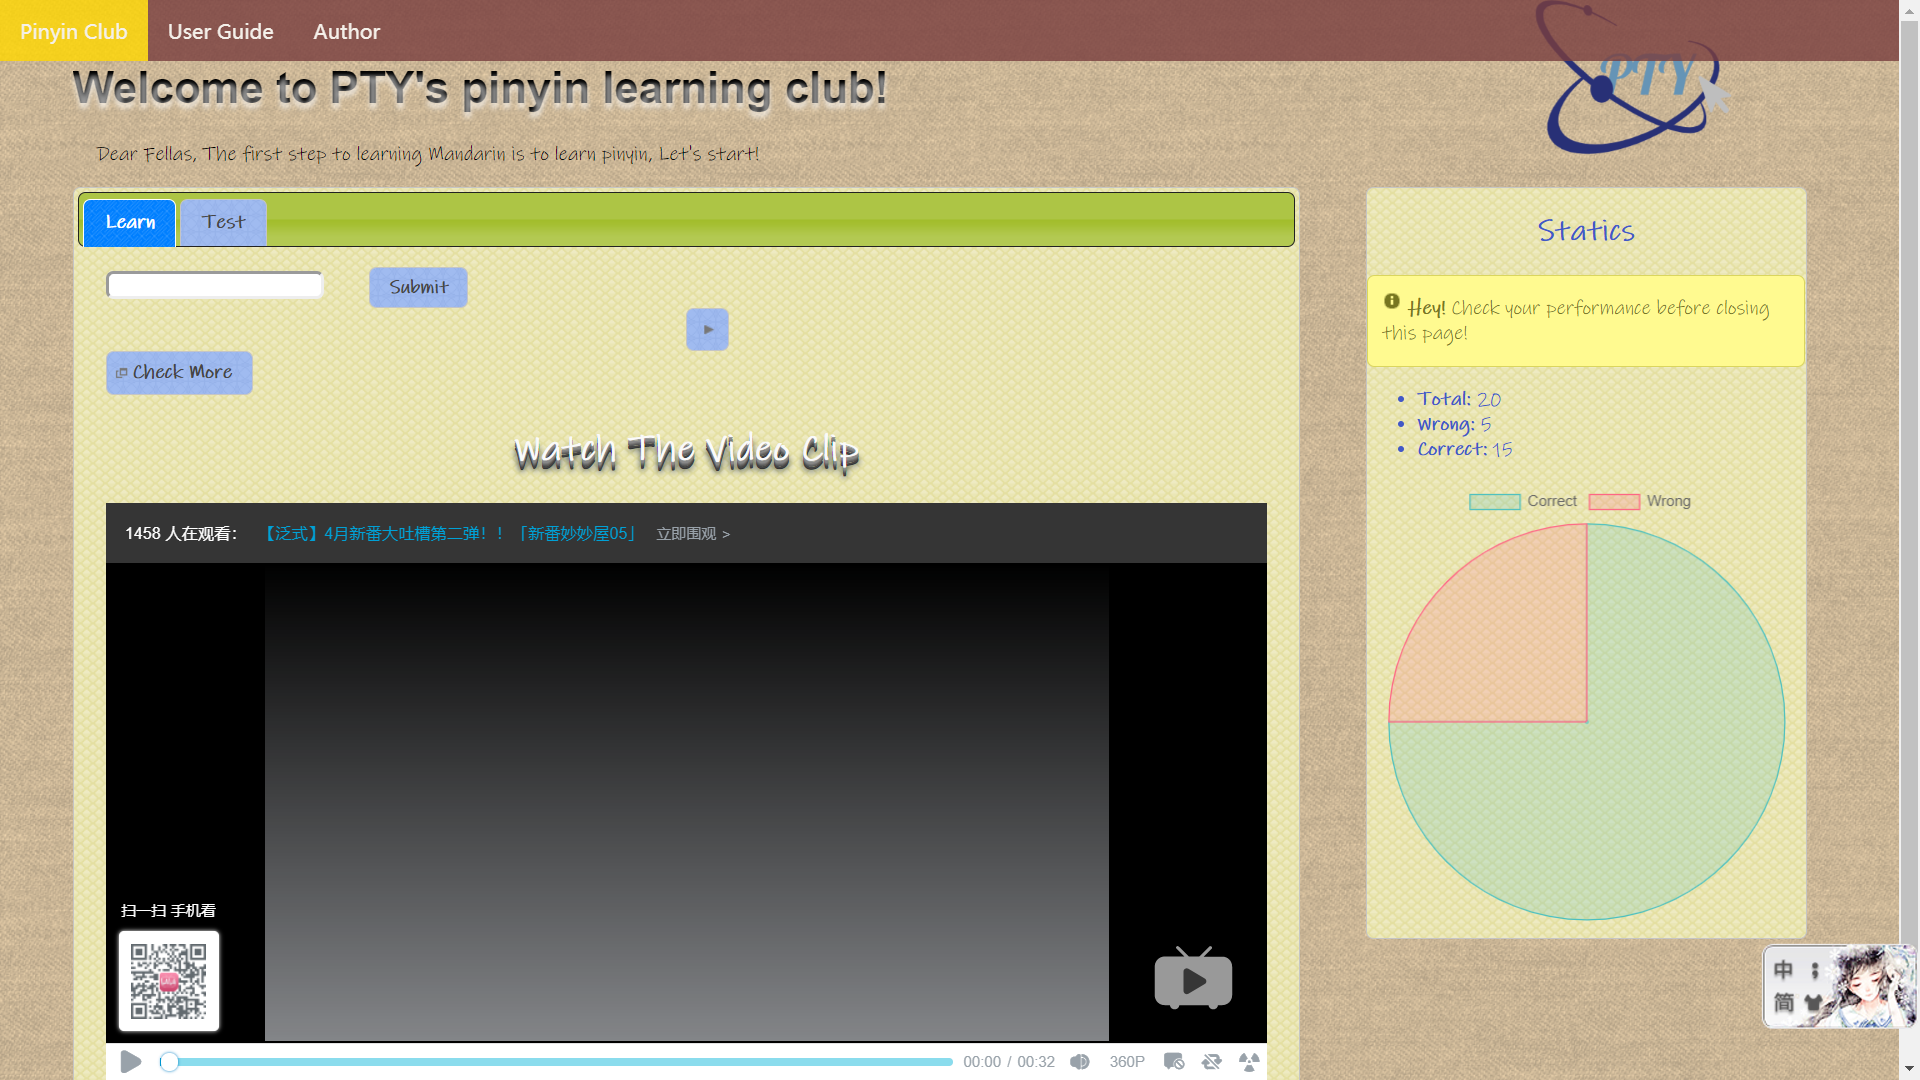 Pinyin Club User Guide Author
PTY
Welcome to PTY's pinyin learning club!
Dear Fellas, The first step to learning Mandarin is to learn pinyin, Let's start!
Learn Test
Submit
Check More
Watch The Video Clip
1458 人在观看： 【泛式】4月新番大吐槽第二弹！！「新番妙妙屋05」 立即围观 >
扫一扫 手机看
00:00 / 00:32 360P
Statics
Hey! Check your performance before closing
this page!
Total: 20
Wrong: 5
Correct: 15
Correct Wrong
中 ;
简